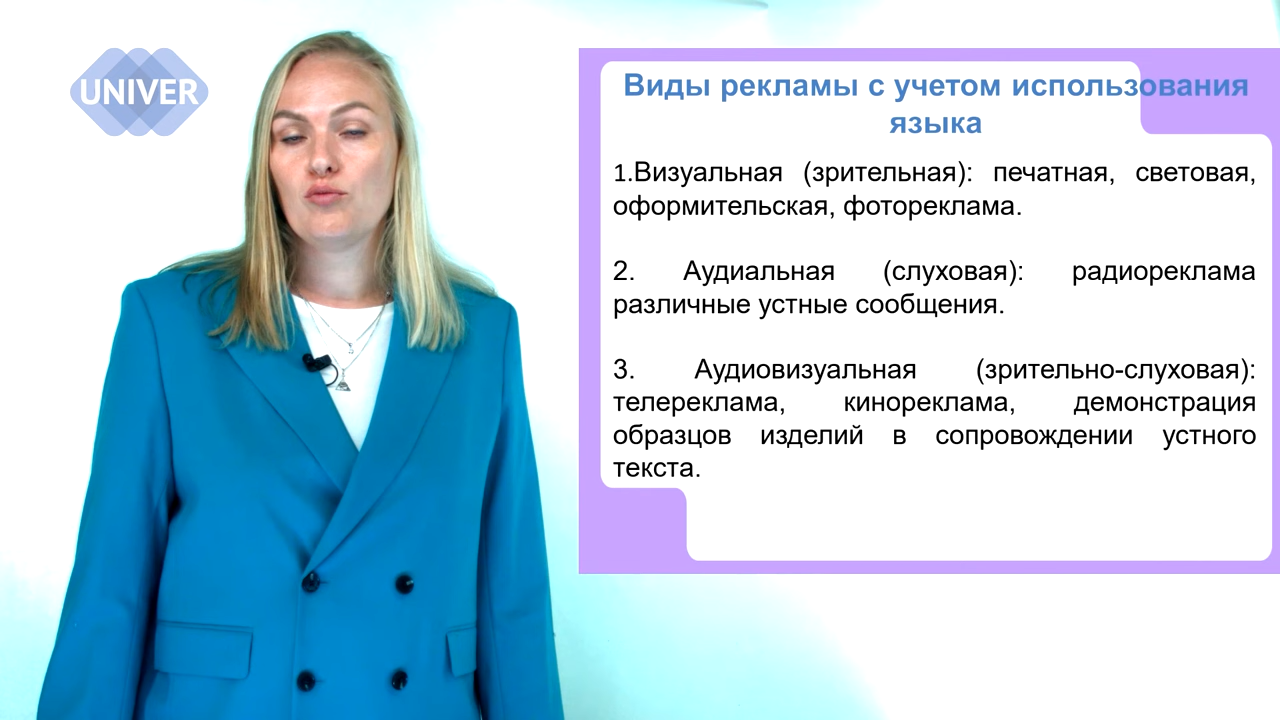 UNIVER
Виды рекламы с учетом использования
языка
1.Визуальная (зрительная): печатная, световая,
оформительская, фотореклама.
2. Аудиальная (слуховая): радиореклама
различные устные сообщения.
3. Аудиовизуальная (зрительно-слуховая):
телереклама, кинореклама, демонстрация
образцов изделий в сопровождении устного
текста.